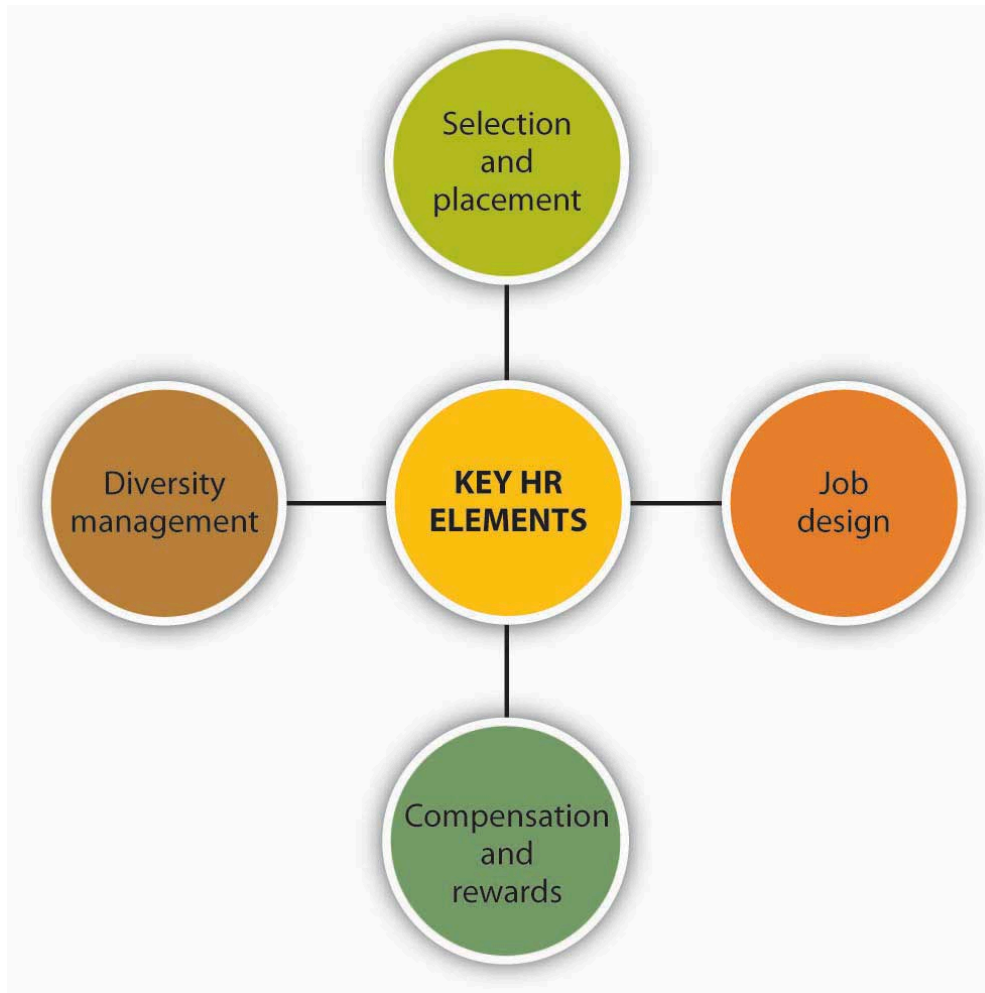 Selection
and
placement
Diversity
management
KEY HR
ELEMENTS
Job
design
Compensation
and
rewards